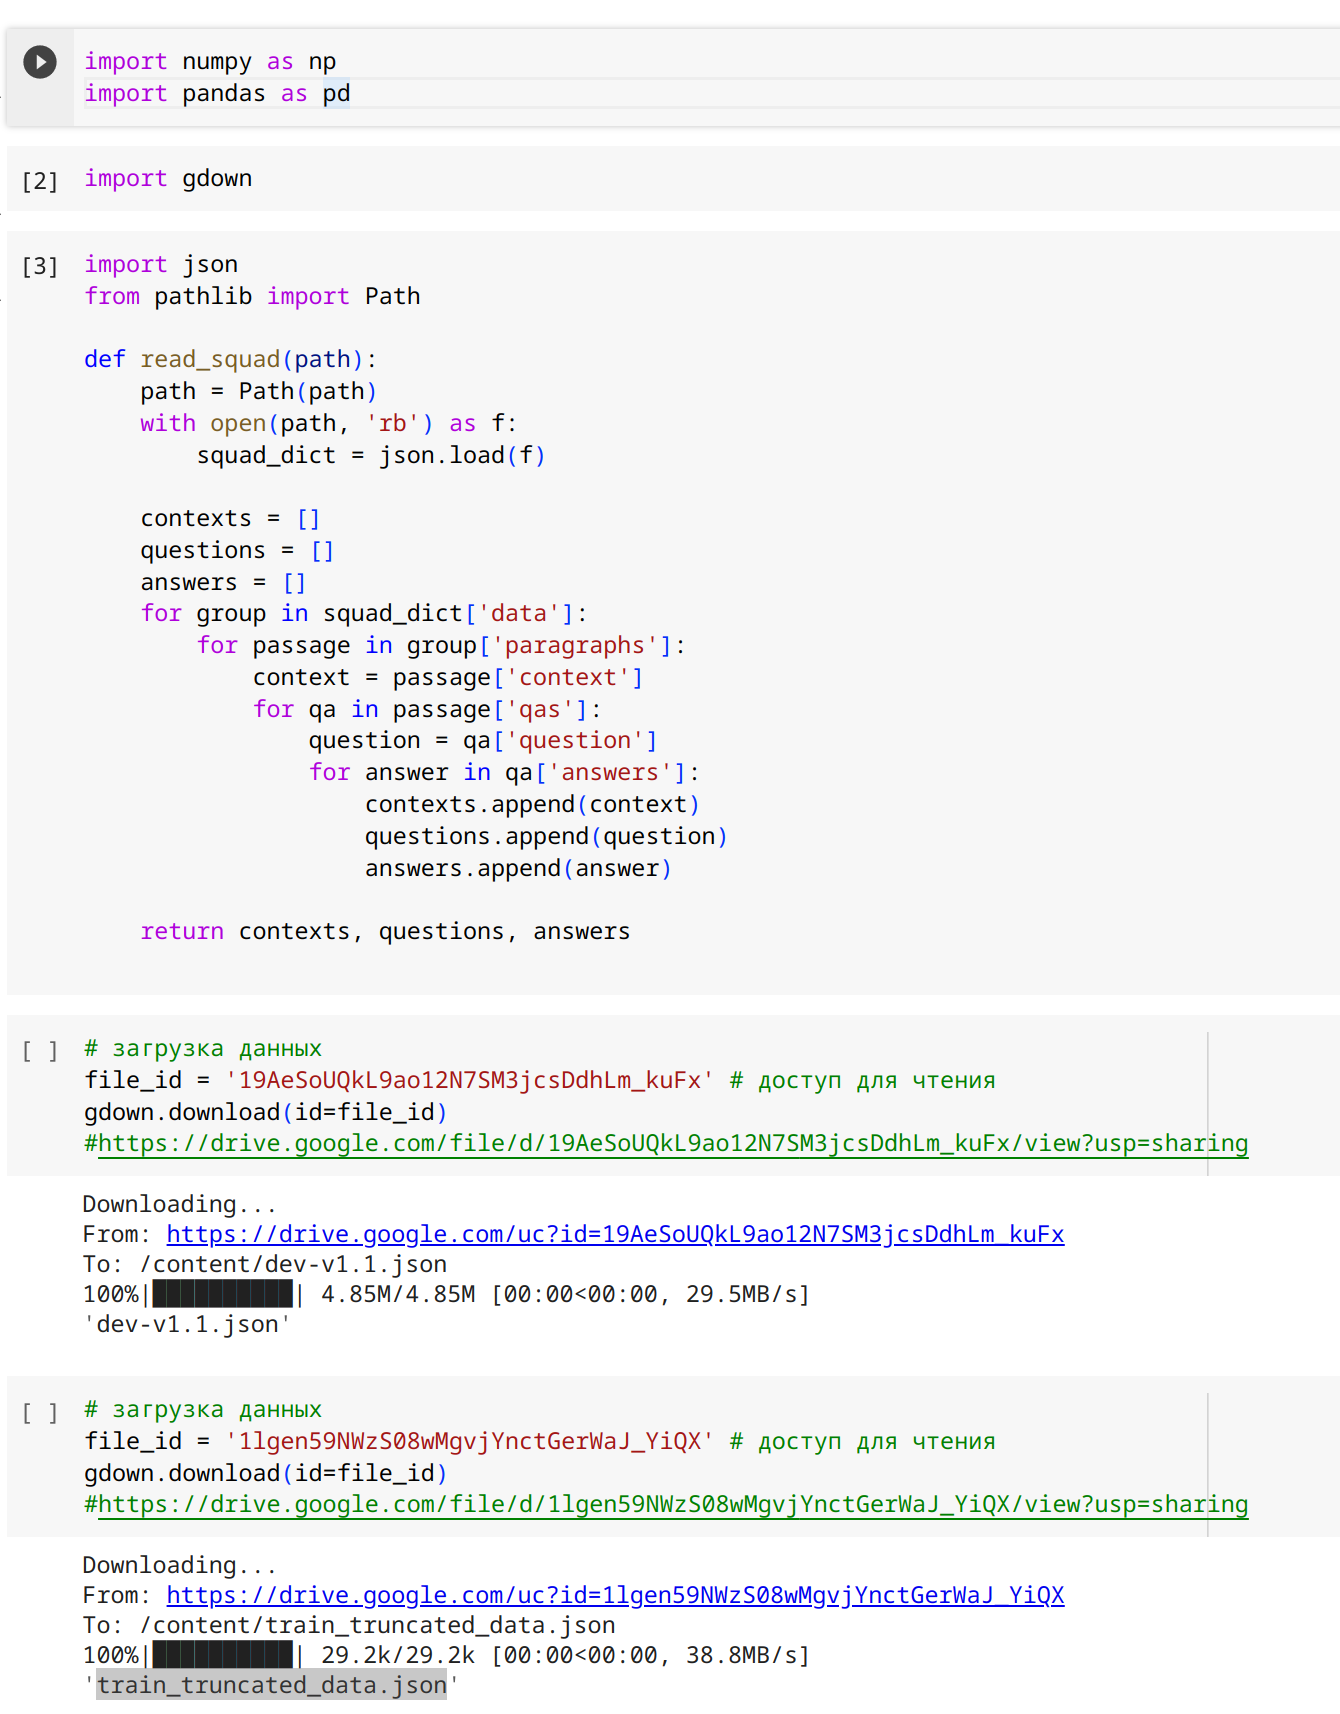 import numpy as np
import pandas as pd
[2] import gdown
[3] import json
from pathlib import Path
def read_squad(path):
    path = Path(path)
    with open(path, 'rb') as f:
        squad_dict = json.load(f)
    contexts = []
    questions = []
    answers = []
    for group in squad_dict['data']:
        for passage in group['paragraphs']:
            context = passage['context']
            for qa in passage['qas']:
                question = qa['question']
                for answer in qa['answers']:
                    contexts.append(context)
                    questions.append(question)
                    answers.append(answer)
    return contexts, questions, answers
[ ] # загрузка данных
file_id = '19AeSoUQkL9ao12N7SM3jcsDdhLm_kuFx' # доступ для чтения
gdown.download(id=file_id)
#https://drive.google.com/file/d/19AeSoUQkL9ao12N7SM3jcsDdhLm_kuFx/view?usp=sharing
Downloading...
From: https://drive.google.com/uc?id=19AeSoUQkL9ao12N7SM3jcsDdhLm_kuFx
To: /content/dev-v1.1.json
100%|██████████| 4.85M/4.85M [00:00<00:00, 29.5MB/s]
'dev-v1.1.json'
[ ] # загрузка данных
file_id = '1lgen59NWzS08wMgvjYnctGerWaJ_YiQX' # доступ для чтения
gdown.download(id=file_id)
#https://drive.google.com/file/d/1lgen59NWzS08wMgvjYnctGerWaJ_YiQX/view?usp=sharing
Downloading...
From: https://drive.google.com/uc?id=1lgen59NWzS08wMgvjYnctGerWaJ_YiQX
To: /content/train_truncated_data.json
100%|██████████| 29.2k/29.2k [00:00<00:00, 38.8MB/s]
'train_truncated_data.json'